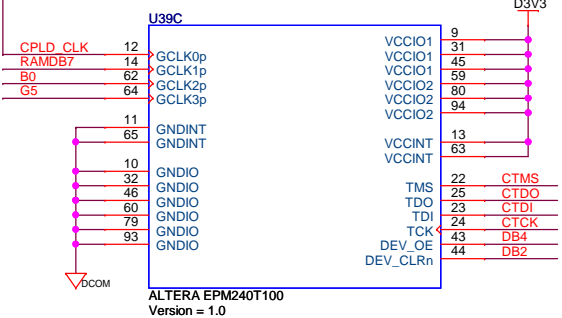 D3V3
U39C
CPLD_CLK 12 GCLK0p
RAMDB7 14 GCLK1p
B0 62 GCLK2p
G5 64 GCLK3p
11 GNDINT
65 GNDINT
10 GNDIO
32 GNDIO
46 GNDIO
60 GNDIO
79 GNDIO
93 GNDIO
DCOM
VCCIO1 9
VCCIO1 31
VCCIO1 45
VCCIO2 59
VCCIO2 80
VCCIO2 94
VCCINT 13
VCCINT 63
TMS 22 CTMS
TDO 25 CTDO
TDI 23 CTDI
TCK 24 CTCK
DEV_OE 43 DB4
DEV_CLRn 44 DB2
ALTERA EPM240T100
Version = 1.0